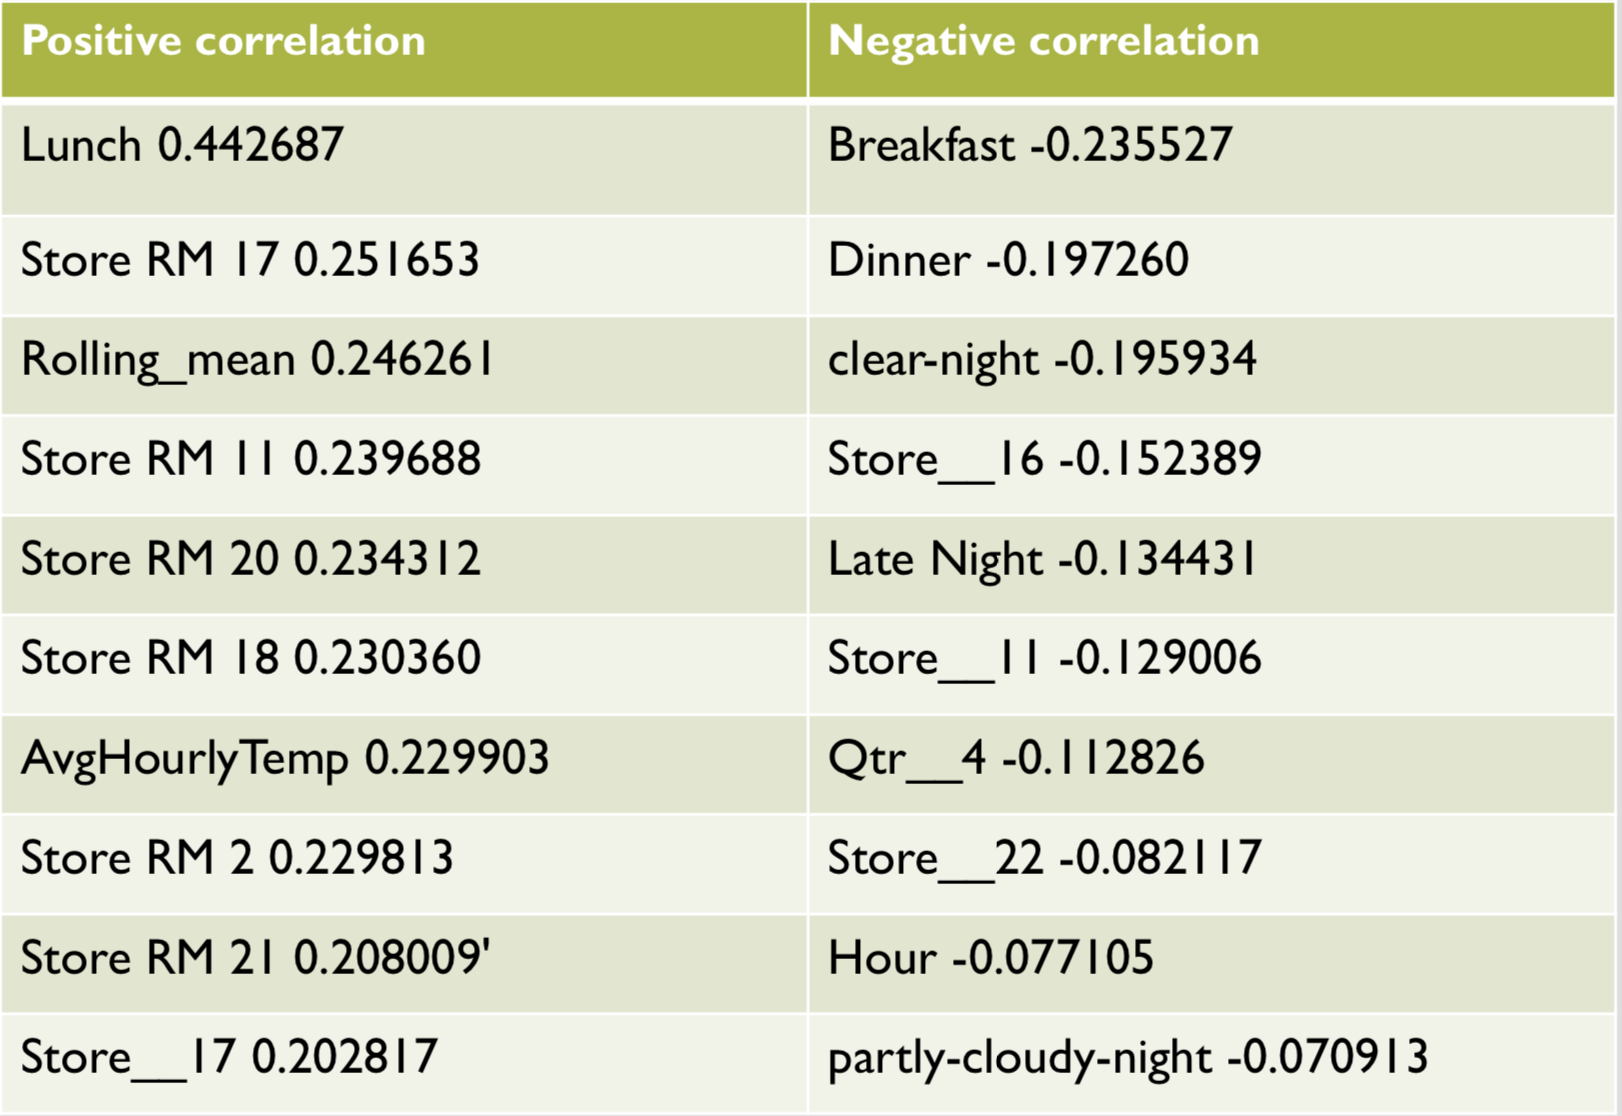 Positive correlation
Negative correlation
Lunch 0.442687
Breakfast -0.235527
Store RM 17 0.251653
Dinner -0.197260
Rolling_mean 0.246261
clear-night -0.195934
Store RM 11 0.239688
Store__16 -0.152389
Store RM 20 0.234312
Late Night -0.134431
Store RM 18 0.230360
Store__11 -0.129006
AvgHourlyTemp 0.229903
Qtr__4 -0.112826
Store RM 2 0.229813
Store__22 -0.082117
Store RM 21 0.208009'
Hour -0.077105
Store__17 0.202817
partly-cloudy-night -0.070913